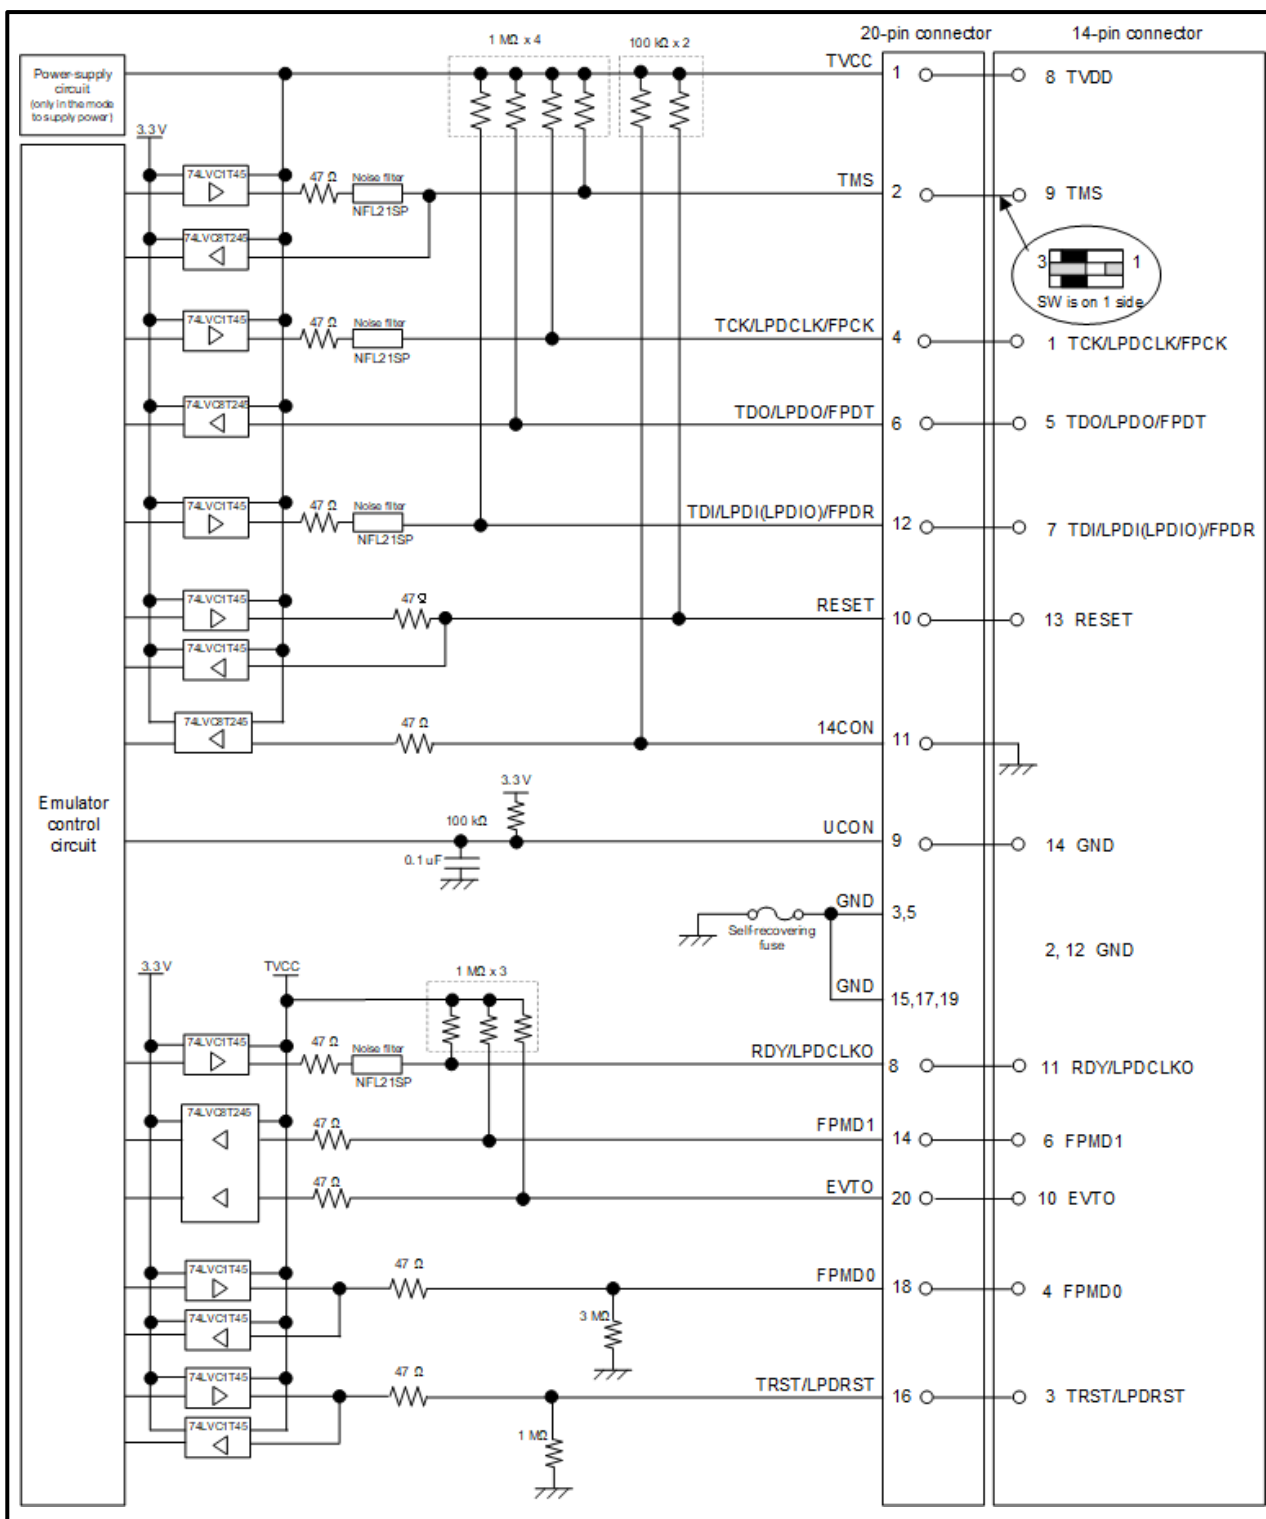 20-pin connector
14-pin connector
1 MΩ x 4
100 kΩ x 2
TVCC
1
8 TVDD
Power-supply
circuit
(only in the mode
to supply power)
3.3 V
74LVC1T45
47 Ω
Noise filter
NFL21SP
TMS
2
9 TMS
74LVC8T245
3
1
SW is on 1 side
74LVC1T45
47 Ω
Noise filter
NFL21SP
TCK/LPDCLK/FPCK
4
1 TCK/LPDCLK/FPCK
74LVC8T245
TDO/LPDO/FPDT
6
5 TDO/LPDO/FPDT
74LVC1T45
47 Ω
Noise filter
NFL21SP
TDI/LPDI(LPDIO)/FPDR
12
7 TDI/LPDI(LPDIO)/FPDR
74LVC1T45
47 Ω
RESET
10
13 RESET
74LVC1T45
74LVC8T245
47 Ω
14CON
11
Emulator
control
circuit
3.3 V
100 kΩ
0.1 uF
UCON
9
14 GND
GND
3,5
Self-recovering
fuse
2, 12 GND
GND
15,17,19
3.3 V
TVCC
1 MΩ x 3
74LVC1T45
47 Ω
Noise filter
NFL21SP
RDY/LPDCLKO
8
11 RDY/LPDCLKO
74LVC8T245
47 Ω
FPMD1
14
6 FPMD1
47 Ω
EVTO
20
10 EVTO
74LVC1T45
47 Ω
FPMD0
18
4 FPMD0
74LVC1T45
3 MΩ
74LVC1T45
47 Ω
TRST/LPDRST
16
3 TRST/LPDRST
74LVC1T45
1 MΩ